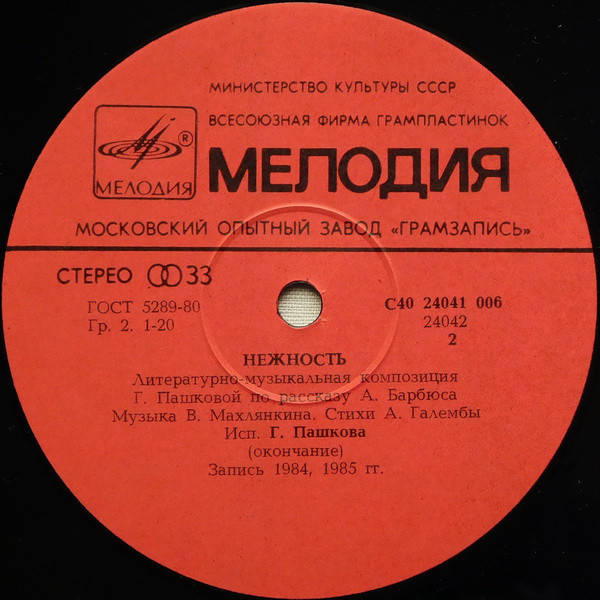 МИНИСТЕРСТВО КУЛЬТУРЫ СССР
ВСЕСОЮЗНАЯ ФИРМА ГРАМПЛАСТИНОК
®
МЕЛОДИЯ
МЕЛОДИЯ
МОСКОВСКИЙ ОПЫТНЫЙ ЗАВОД «ГРАМЗАПИСЬ»
СТЕРЕО 33
ГОСТ 5289-80
Гр. 2. 1-20
С40 24041 006
24042
2
НЕЖНОСТЬ
Литературно-музыкальная композиция
Г. Пашковой по рассказу А. Барбюса
Музыка В. Махлянкина. Стихи А. Галембы
Исп. Г. Пашкова
(окончание)
Запись 1984, 1985 гг.